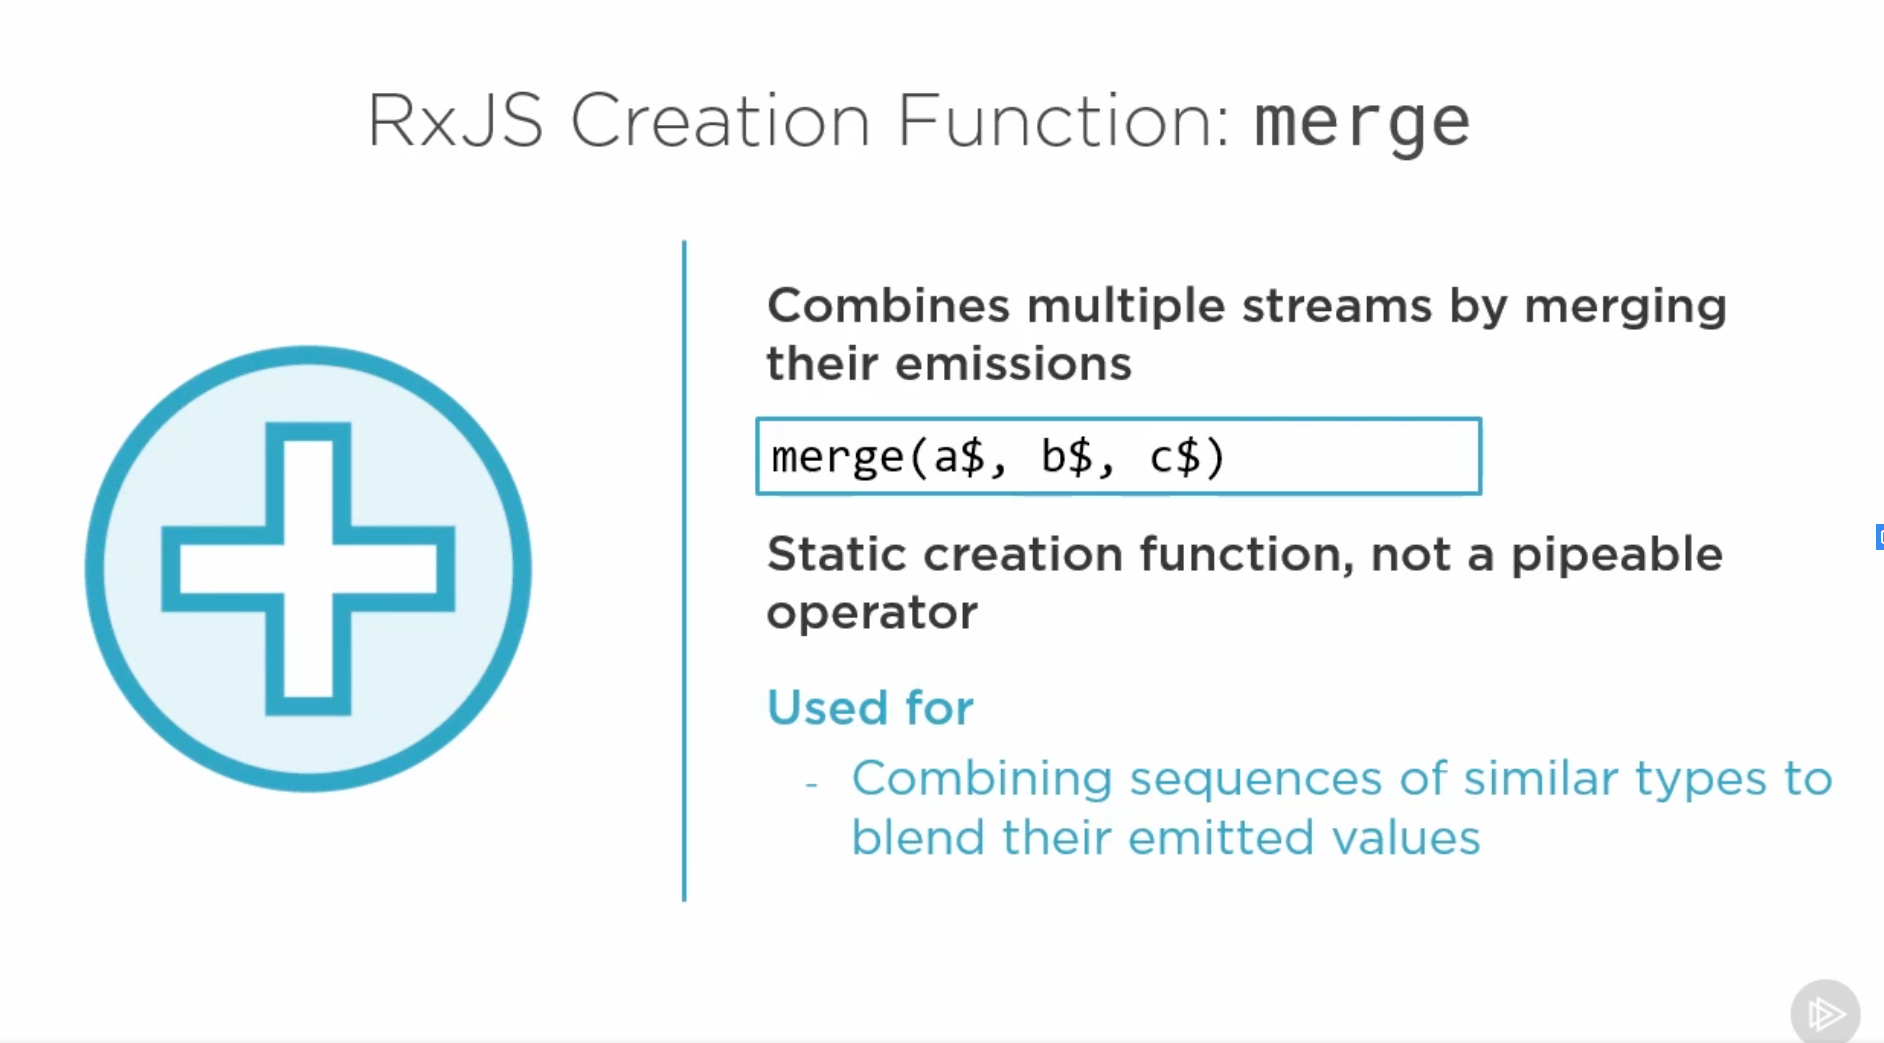 RxJS Creation Function: merge
Combines multiple streams by merging
their emissions
merge(a$, b$, c$)
Static creation function, not a pipeable
operator
Used for
- Combining sequences of similar types to
blend their emitted values